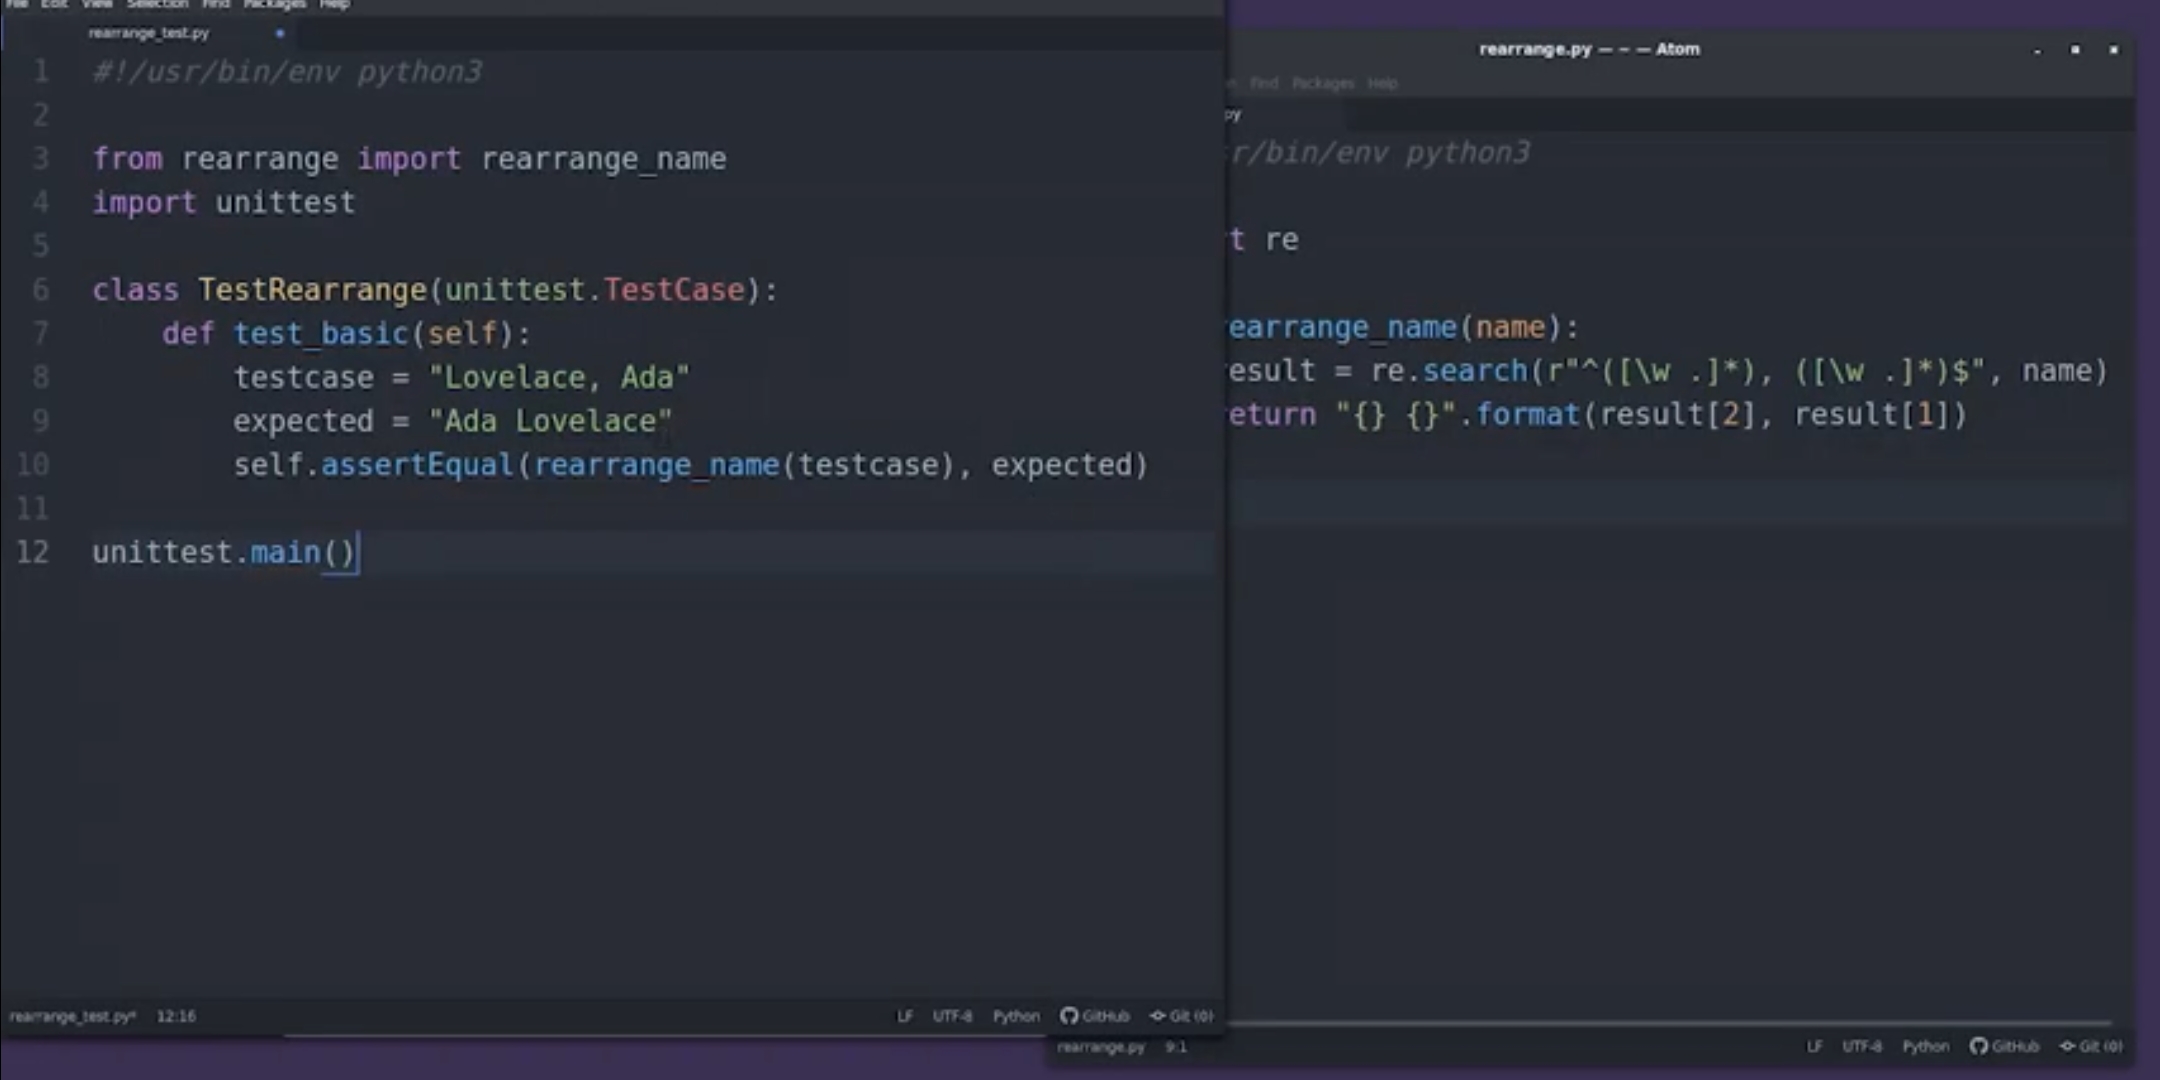 File Edit View Selection Find Packages Help
rearrange_test.py
1 #!/usr/bin/env python3
2
3 from rearrange import rearrange_name
4 import unittest
5
6 class TestRearrange(unittest.TestCase):
7 def test_basic(self):
8 testcase = "Lovelace, Ada"
9 expected = "Ada Lovelace"
10 self.assertEqual(rearrange_name(testcase), expected)
11
12 unittest.main()
rearrange_test.py* 12:16 LF UTF-8 Python GitHub Git (0)
rearrange.py — ~ — Atom
n Find Packages Help
py
r/bin/env python3
t re
rearrange_name(name):
result = re.search(r"^([\w .]*), ([\w .]*)$", name)
return "{} {}".format(result[2], result[1])
rearrange.py 9:1 LF UTF-8 Python GitHub Git (0)